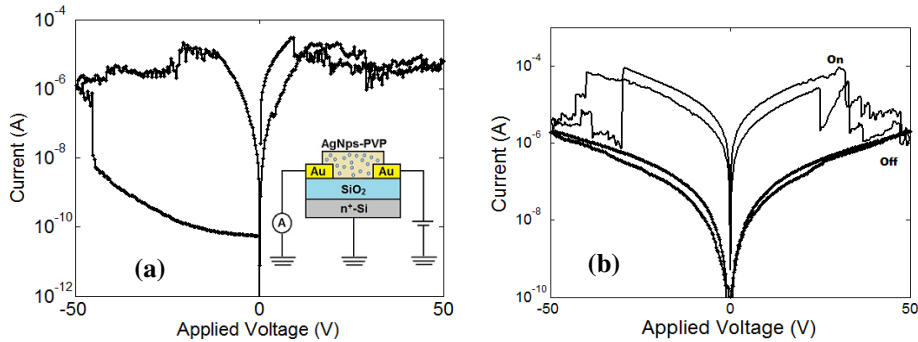 10⁻⁴
10⁻⁶
10⁻⁸
10⁻¹⁰
10⁻¹²
Current (A)
-50
0
50
Applied Voltage (V)
(a)
AgNps-PVP
Au
Au
SiO₂
n⁺-Si
A
10⁻⁴
10⁻⁶
10⁻⁸
10⁻¹⁰
Current (A)
-50
0
50
Applied Voltage (V)
(b)
On
Off